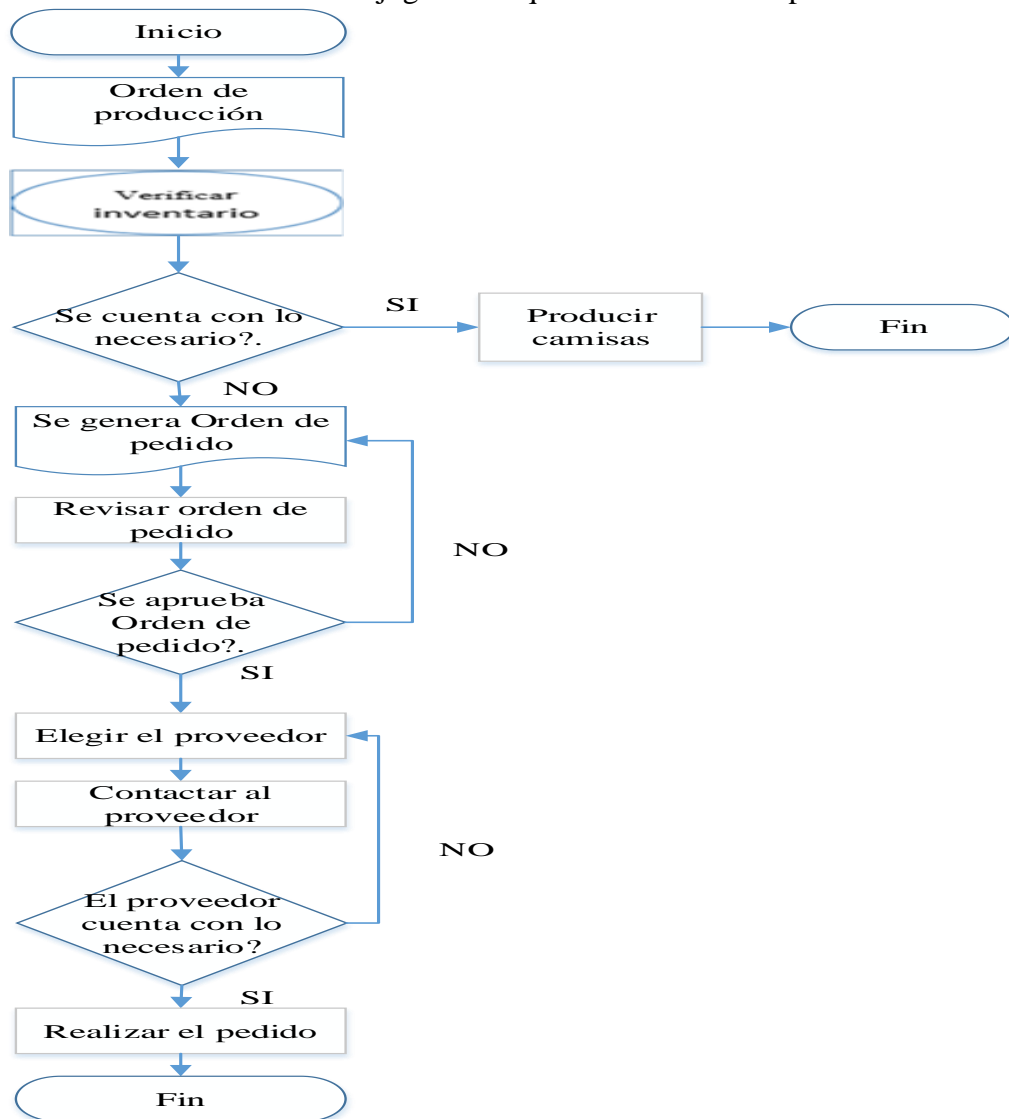 Inicio
Orden de
producción
Verificar
inventario
Se cuenta con lo
necesario?.
SI
Producir
camisas
Fin
NO
Se genera Orden de
pedido
Revisar orden de
pedido
NO
Se aprueba
Orden de
pedido?.
SI
Elegir el proveedor
Contactar al
proveedor
NO
El proveedor
cuenta con lo
necesario?
SI
Realizar el pedido
Fin